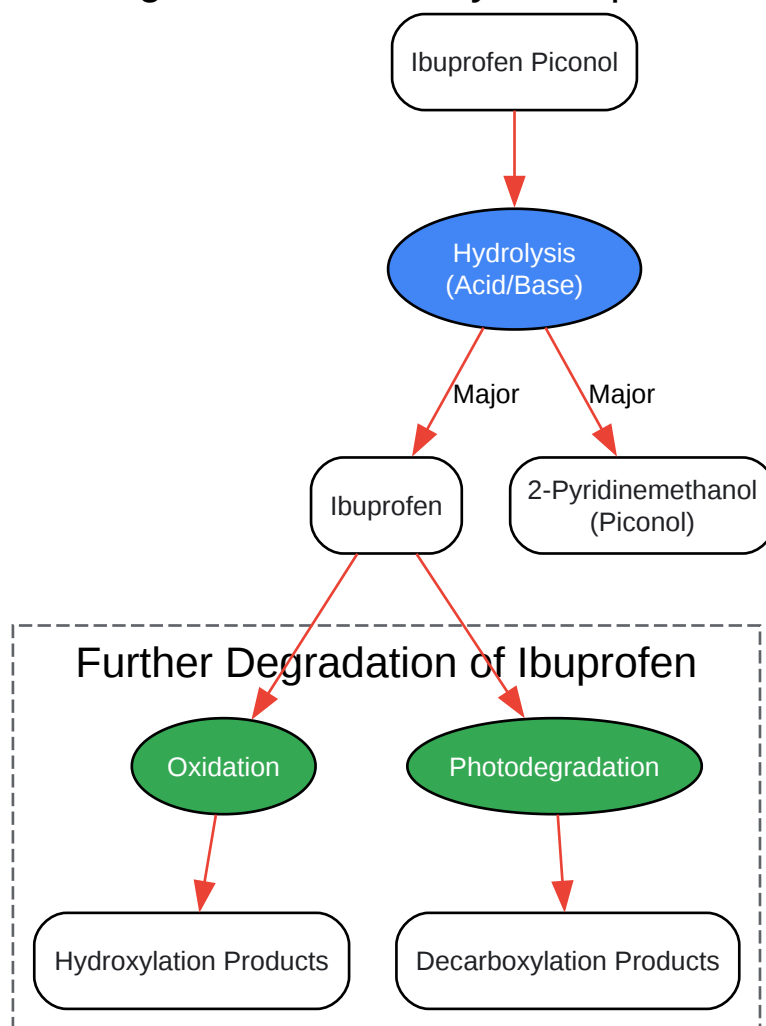 Ibuprofen Piconol
Hydrolysis
(Acid/Base)
Major
Major
Ibuprofen
2-Pyridinemethanol
(Piconol)
Further Degradation of Ibuprofen
Oxidation
Photodegradation
Hydroxylation Products
Decarboxylation Products